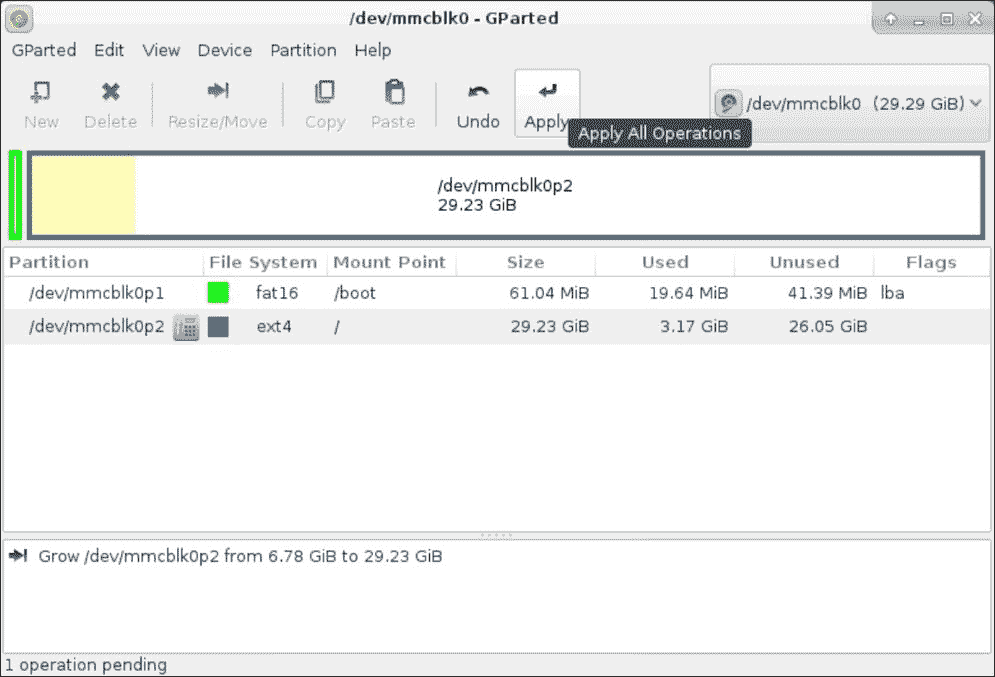 /dev/mmcblk0 - GParted
GParted Edit View Device Partition Help
New Delete Resize/Move Copy Paste Undo Apply
/dev/mmcblk0 (29.29 GiB)
Apply All Operations
/dev/mmcblk0p2
29.23 GiB
Partition File System Mount Point Size Used Unused Flags
/dev/mmcblk0p1 fat16 /boot 61.04 MiB 19.64 MiB 41.39 MiB lba
/dev/mmcblk0p2 ext4 / 29.23 GiB 3.17 GiB 26.05 GiB
Grow /dev/mmcblk0p2 from 6.78 GiB to 29.23 GiB
1 operation pending